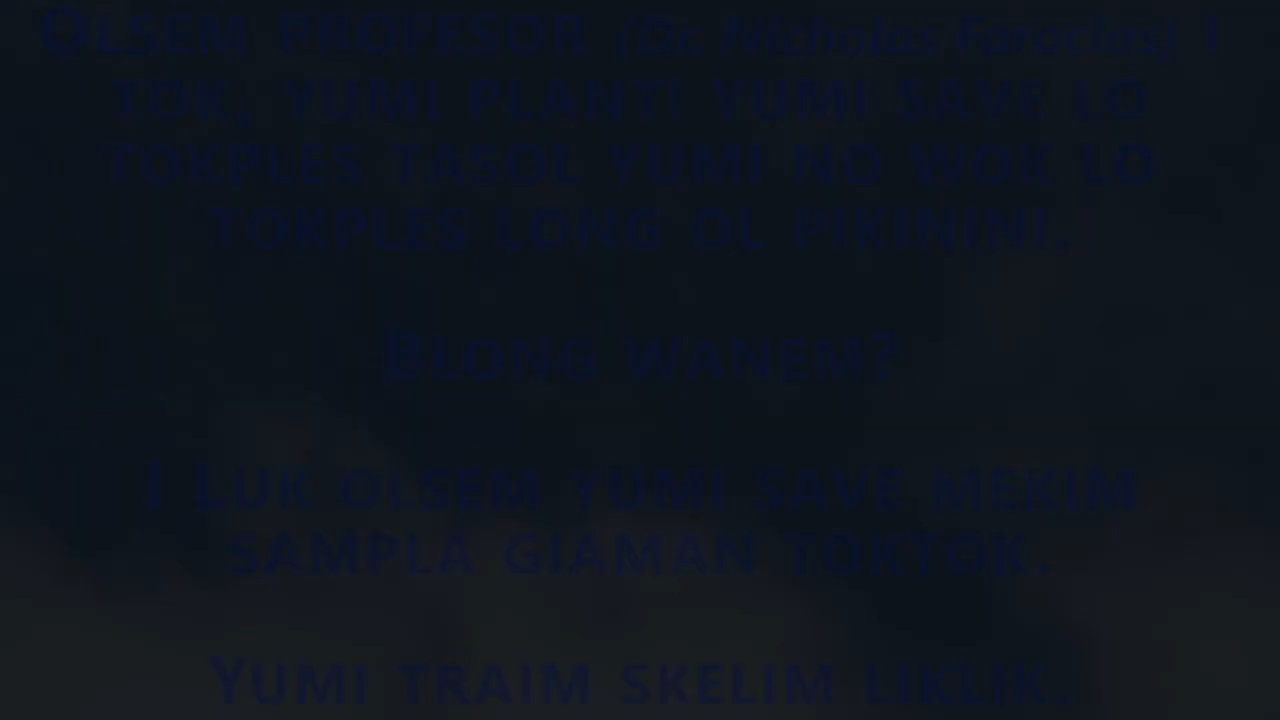 OLSEM PROFESOR (Dr. Nicholas Faraclas) I
TOK, YUMI PLANTI YUMI SAVE LO
TOKPLES TASOL YUMI NO WOK LO
TOKPLES LONG OL PIKININI.
BLONG WANEM?
I LUK OLSEM YUMI SAVE MEKIM
SAMPLA GIAMAN TOKTOK.
YUMI TRAIM SKELIM LIKLIK.